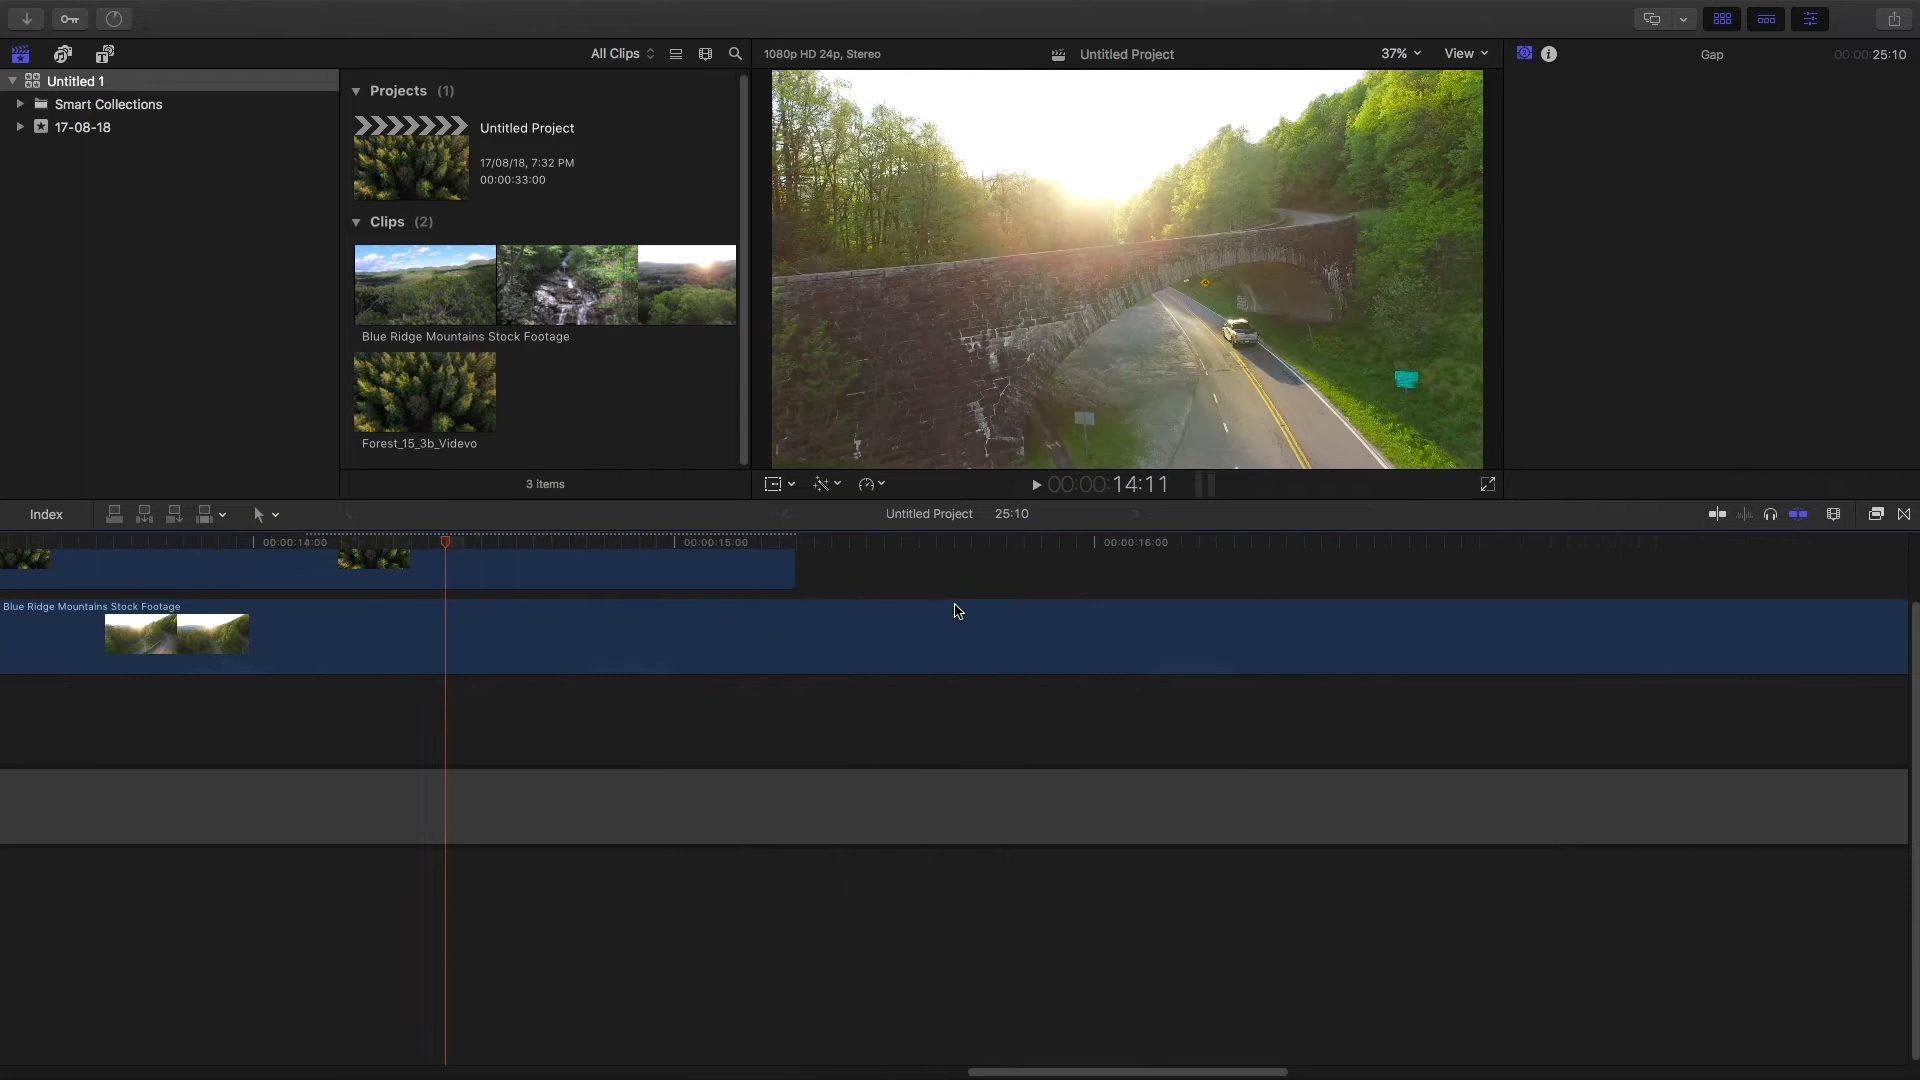 All Clips
1080p HD 24p, Stereo
Untitled Project
37%
View
Gap
00:00:25:10
Untitled 1
Smart Collections
17-08-18
Projects (1)
Untitled Project
17/08/18, 7:32 PM
00:00:33:00
Clips (2)
Blue Ridge Mountains Stock Footage
Forest_15_3b_Videvo
3 items
00:00:14:11
Index
Untitled Project
25:10
00:00:14:00
00:00:15:00
00:00:16:00
Blue Ridge Mountains Stock Footage